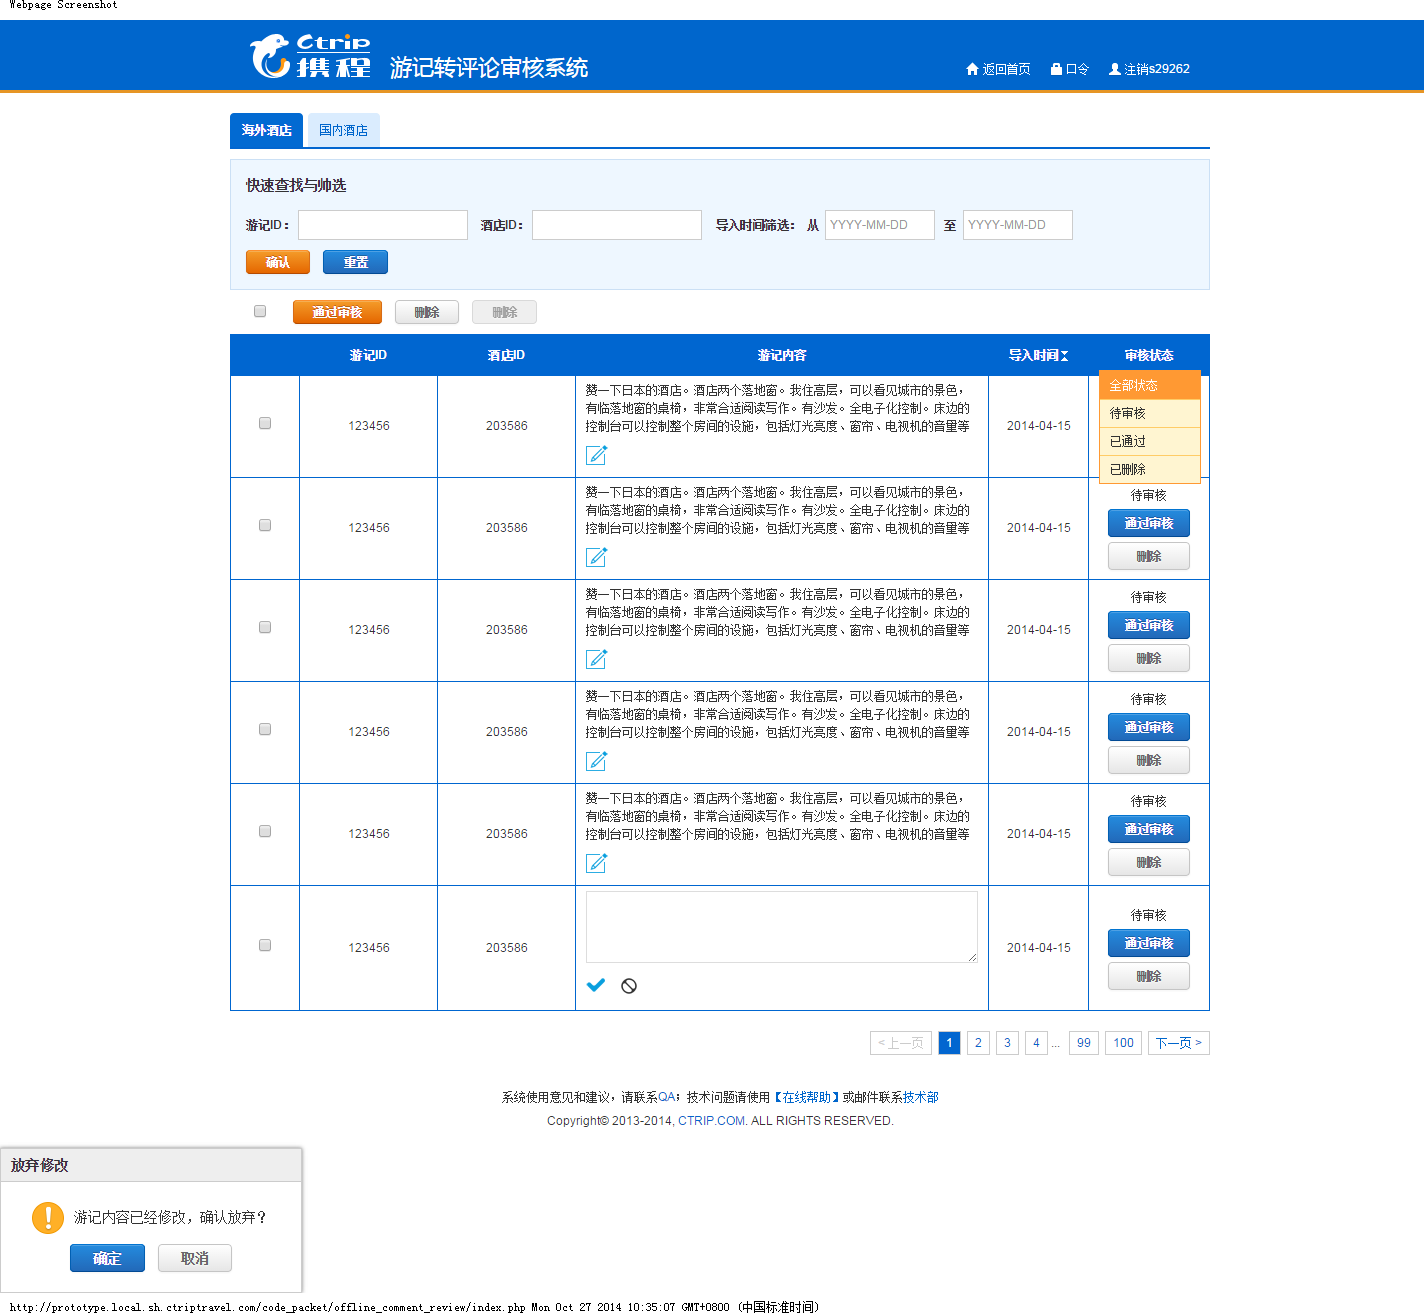 Webpage Screenshot
Ctrip 携程 游记转评论审核系统 返回首页 口令 注销s29262
海外酒店 国内酒店
快速查找与帅选
游记ID： 酒店ID： 导入时间筛选： 从 YYYY-MM-DD 至 YYYY-MM-DD
确认 重置
通过审核 删除 删除
游记ID 酒店ID 游记内容 导入时间 审核状态
全部状态
待审核
已通过
已删除
123456 203586
赞一下日本的酒店。酒店两个落地窗。我住高层，可以看见城市的景色，
有临落地窗的桌椅，非常合适阅读写作。有沙发。全电子化控制。床边的
控制台可以控制整个房间的设施，包括灯光亮度、窗帘、电视机的音量等
2014-04-15
123456 203586
赞一下日本的酒店。酒店两个落地窗。我住高层，可以看见城市的景色，
有临落地窗的桌椅，非常合适阅读写作。有沙发。全电子化控制。床边的
控制台可以控制整个房间的设施，包括灯光亮度、窗帘、电视机的音量等
2014-04-15
待审核
通过审核
删除
123456 203586
赞一下日本的酒店。酒店两个落地窗。我住高层，可以看见城市的景色，
有临落地窗的桌椅，非常合适阅读写作。有沙发。全电子化控制。床边的
控制台可以控制整个房间的设施，包括灯光亮度、窗帘、电视机的音量等
2014-04-15
待审核
通过审核
删除
123456 203586
赞一下日本的酒店。酒店两个落地窗。我住高层，可以看见城市的景色，
有临落地窗的桌椅，非常合适阅读写作。有沙发。全电子化控制。床边的
控制台可以控制整个房间的设施，包括灯光亮度、窗帘、电视机的音量等
2014-04-15
待审核
通过审核
删除
123456 203586
赞一下日本的酒店。酒店两个落地窗。我住高层，可以看见城市的景色，
有临落地窗的桌椅，非常合适阅读写作。有沙发。全电子化控制。床边的
控制台可以控制整个房间的设施，包括灯光亮度、窗帘、电视机的音量等
2014-04-15
待审核
通过审核
删除
123456 203586 2014-04-15
待审核
通过审核
删除
<上一页 1 2 3 4 ... 99 100 下一页 >
系统使用意见和建议，请联系QA；技术问题请使用【在线帮助】或邮件联系技术部
Copyright© 2013-2014, CTRIP.COM. ALL RIGHTS RESERVED.
放弃修改
游记内容已经修改，确认放弃？
确定 取消
http://prototype.local.sh.ctriptravel.com/code_packet/offline_comment_review/index.php Mon Oct 27 2014 10:35:07 GMT+0800 (中国标准时间)